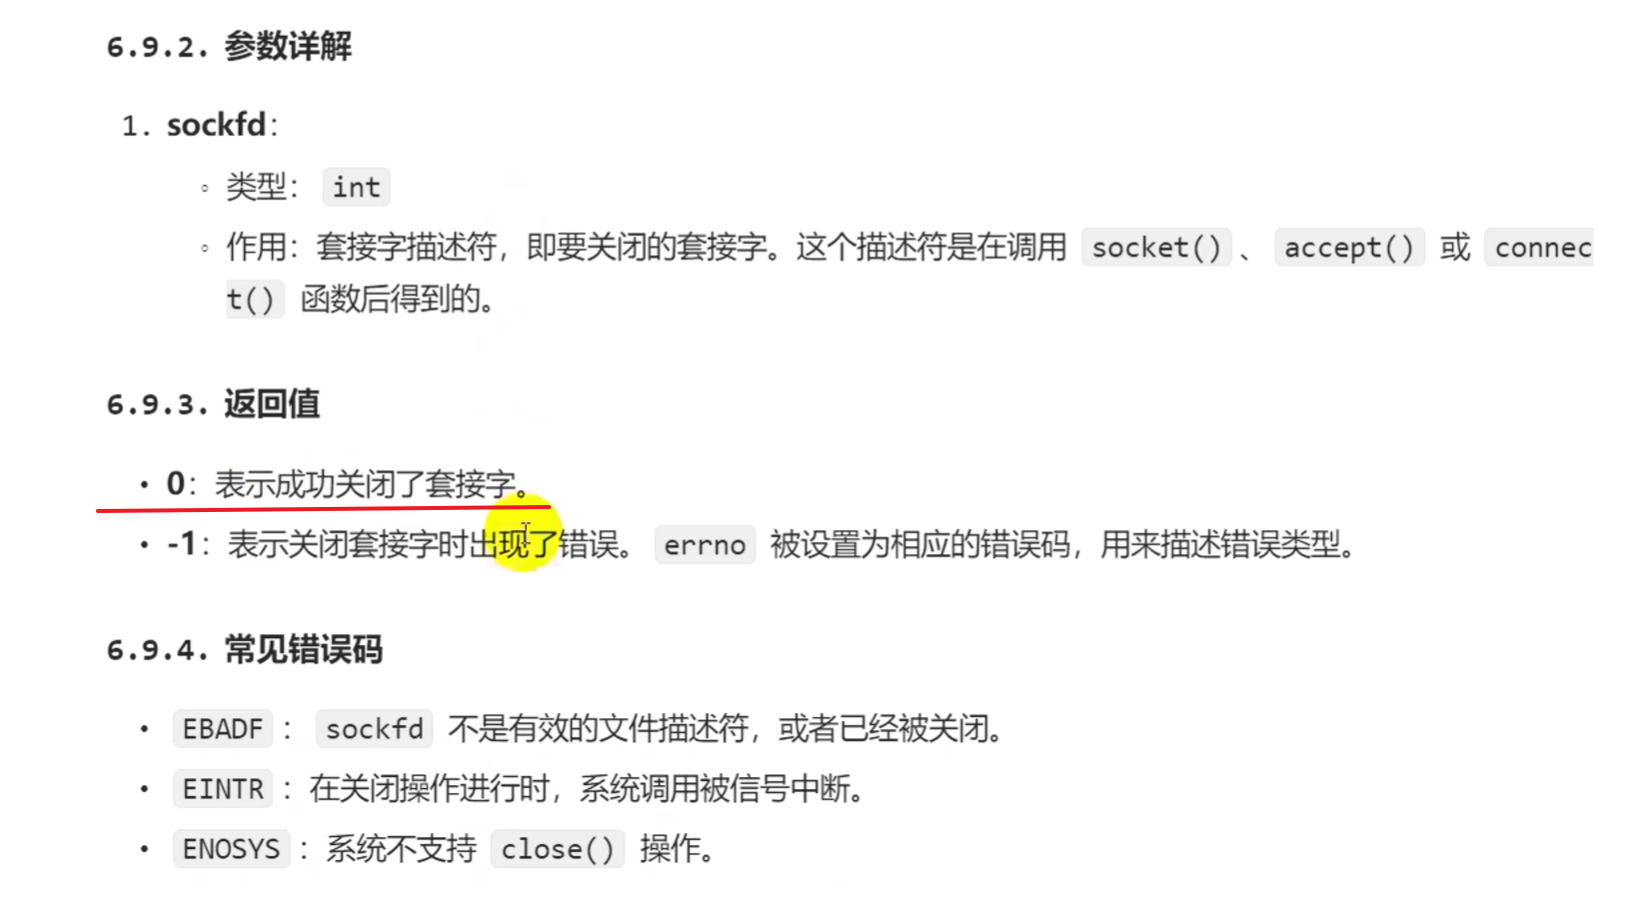 6.9.2. 参数详解
1. sockfd：
◦ 类型： int
◦ 作用：套接字描述符，即要关闭的套接字。这个描述符是在调用 socket() 、 accept() 或 connec
t() 函数后得到的。
6.9.3. 返回值
• 0：表示成功关闭了套接字。
• -1：表示关闭套接字时出现了错误。 errno 被设置为相应的错误码，用来描述错误类型。
6.9.4. 常见错误码
• EBADF ： sockfd 不是有效的文件描述符，或者已经被关闭。
• EINTR ：在关闭操作进行时，系统调用被信号中断。
• ENOSYS ：系统不支持 close() 操作。